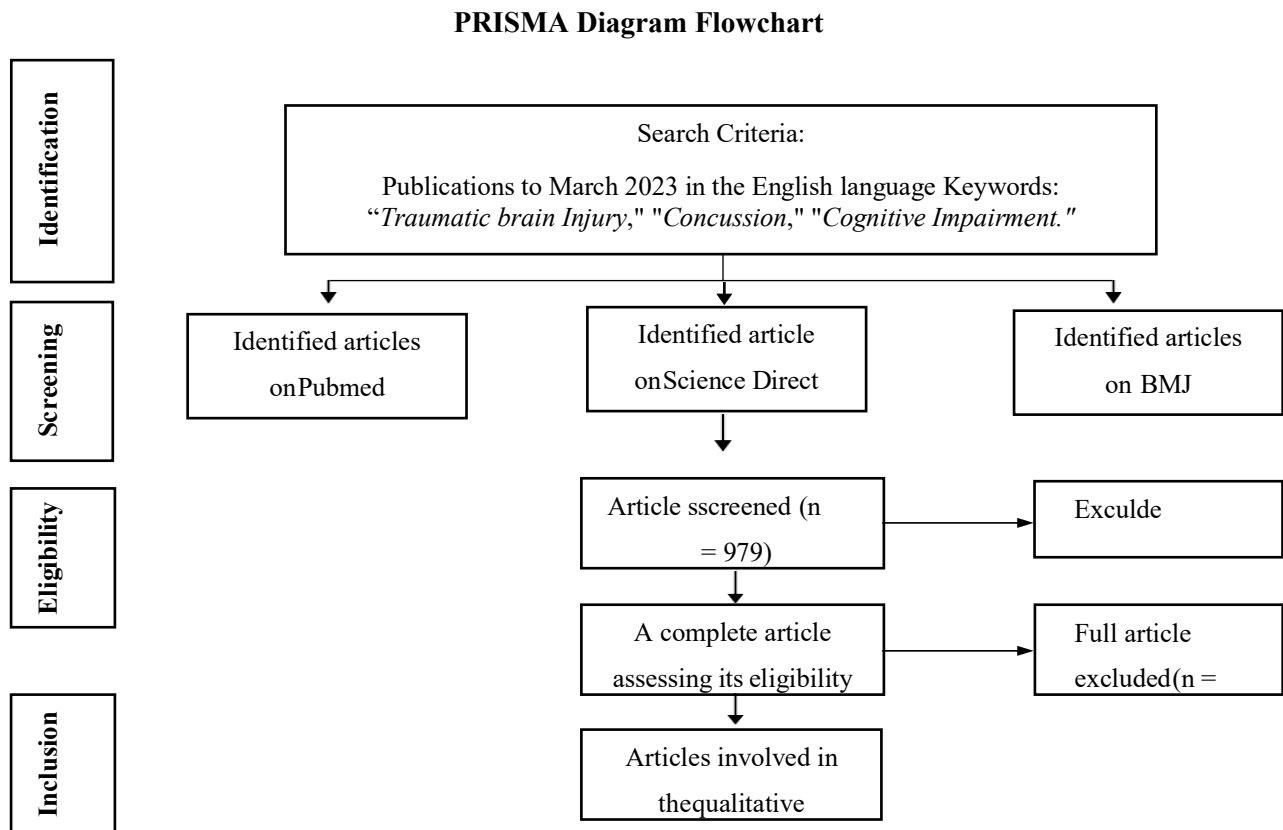 PRISMA Diagram Flowchart
Identification
Search Criteria:
Publications to March 2023 in the English language Keywords:
“Traumatic brain Injury," "Concussion," "Cognitive Impairment."
Screening
Identified articles
onPubmed
Identified article
onScience Direct
Identified articles
on BMJ
Eligibility
Article sscreened (n
= 979)
Exculde
A complete article
assessing its eligibility
Full article
excluded(n =
Inclusion
Articles involved in
thequalitative